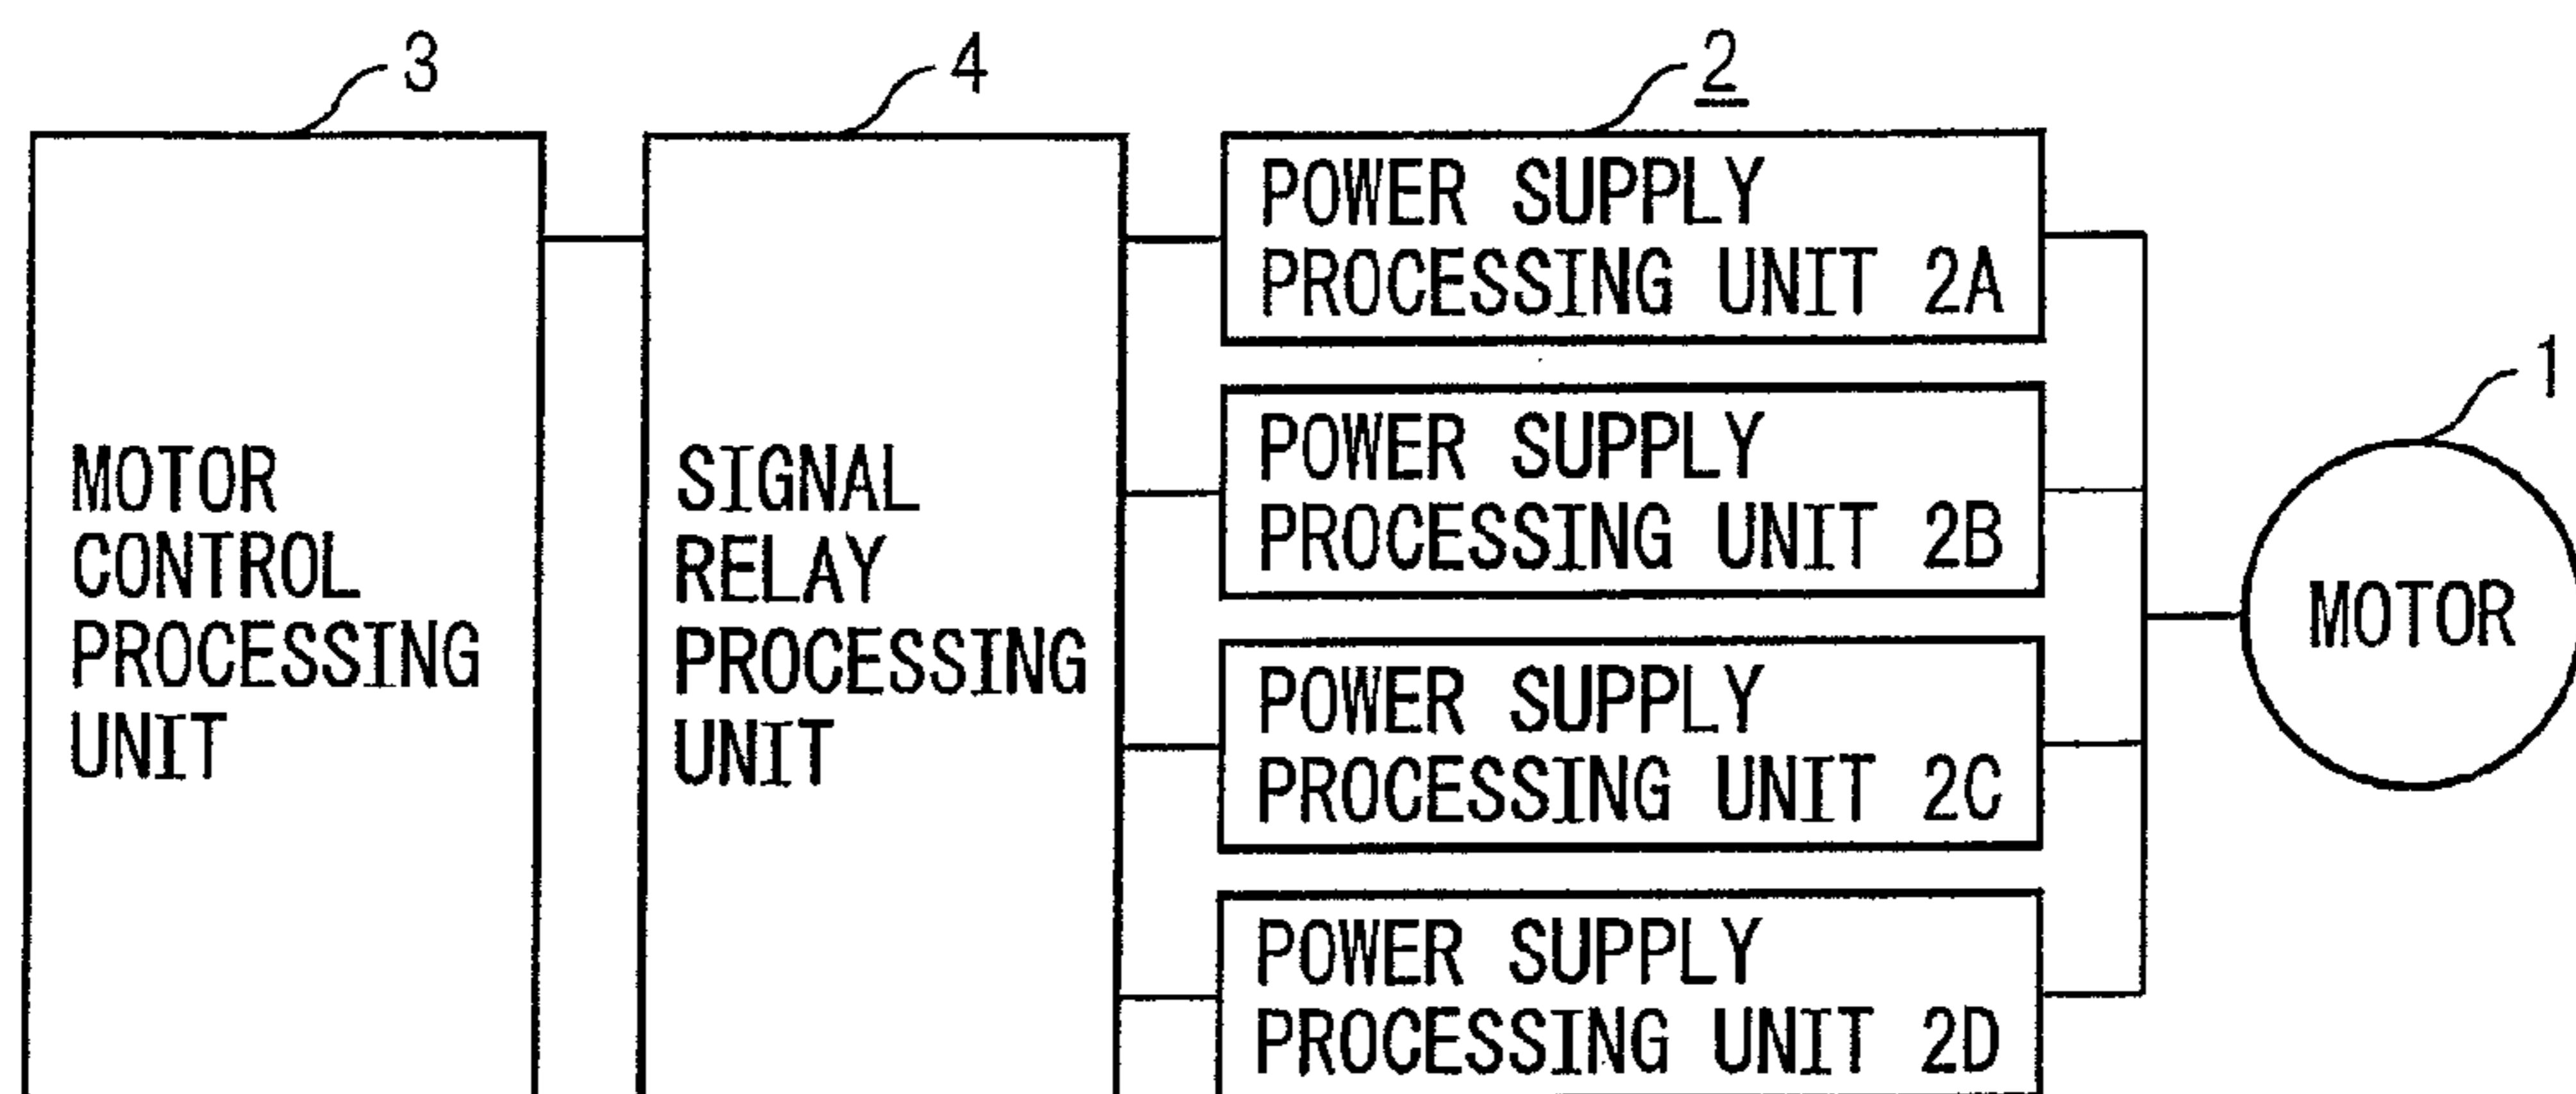 3
4
2
1
MOTOR
CONTROL
PROCESSING
UNIT
SIGNAL
RELAY
PROCESSING
UNIT
POWER SUPPLY
PROCESSING UNIT 2A
POWER SUPPLY
PROCESSING UNIT 2B
POWER SUPPLY
PROCESSING UNIT 2C
POWER SUPPLY
PROCESSING UNIT 2D
MOTOR